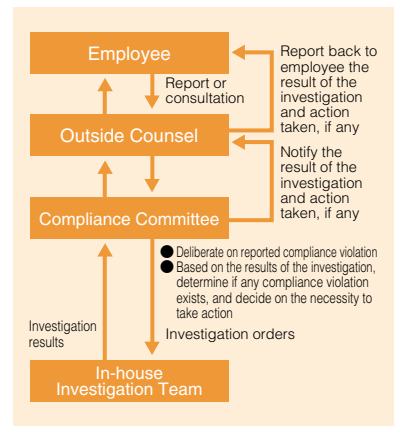 Employee
Report or
consultation
Report back to
employee the
result of the
investigation
and action
taken, if any
Outside Counsel
Notify the
result of the
investigation
and action
taken, if any
Compliance Committee
● Deliberate on reported compliance violation
● Based on the results of the investigation,
determine if any compliance violation
exists, and decide on the necessity to
take action
Investigation
results
Investigation orders
In-house
Investigation Team